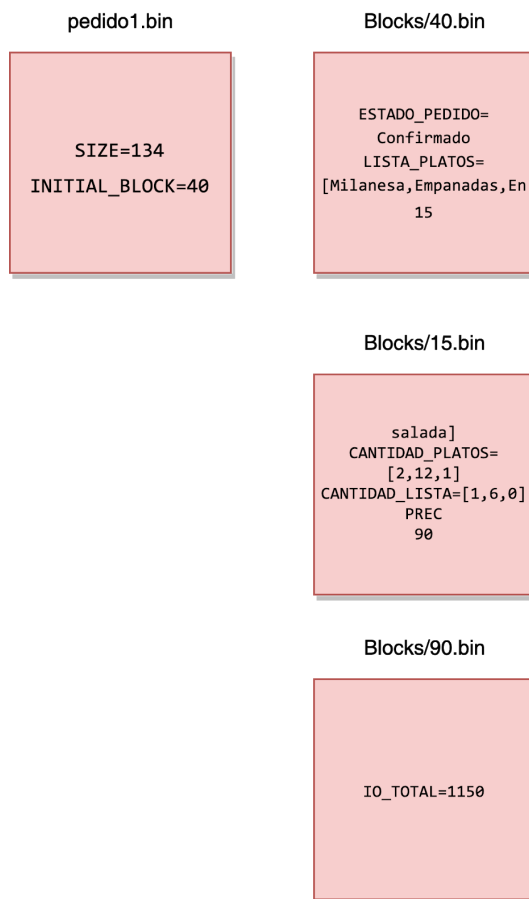 pedido1.bin
SIZE=134
INITIAL_BLOCK=40
Blocks/40.bin
ESTADO_PEDIDO=
Confirmado
LISTA_PLATOS=
[Milanesa,Empanadas,En
15
Blocks/15.bin
salada]
CANTIDAD_PLATOS=
[2,12,1]
CANTIDAD_LISTA=[1,6,0]
PREC
90
Blocks/90.bin
IO_TOTAL=1150